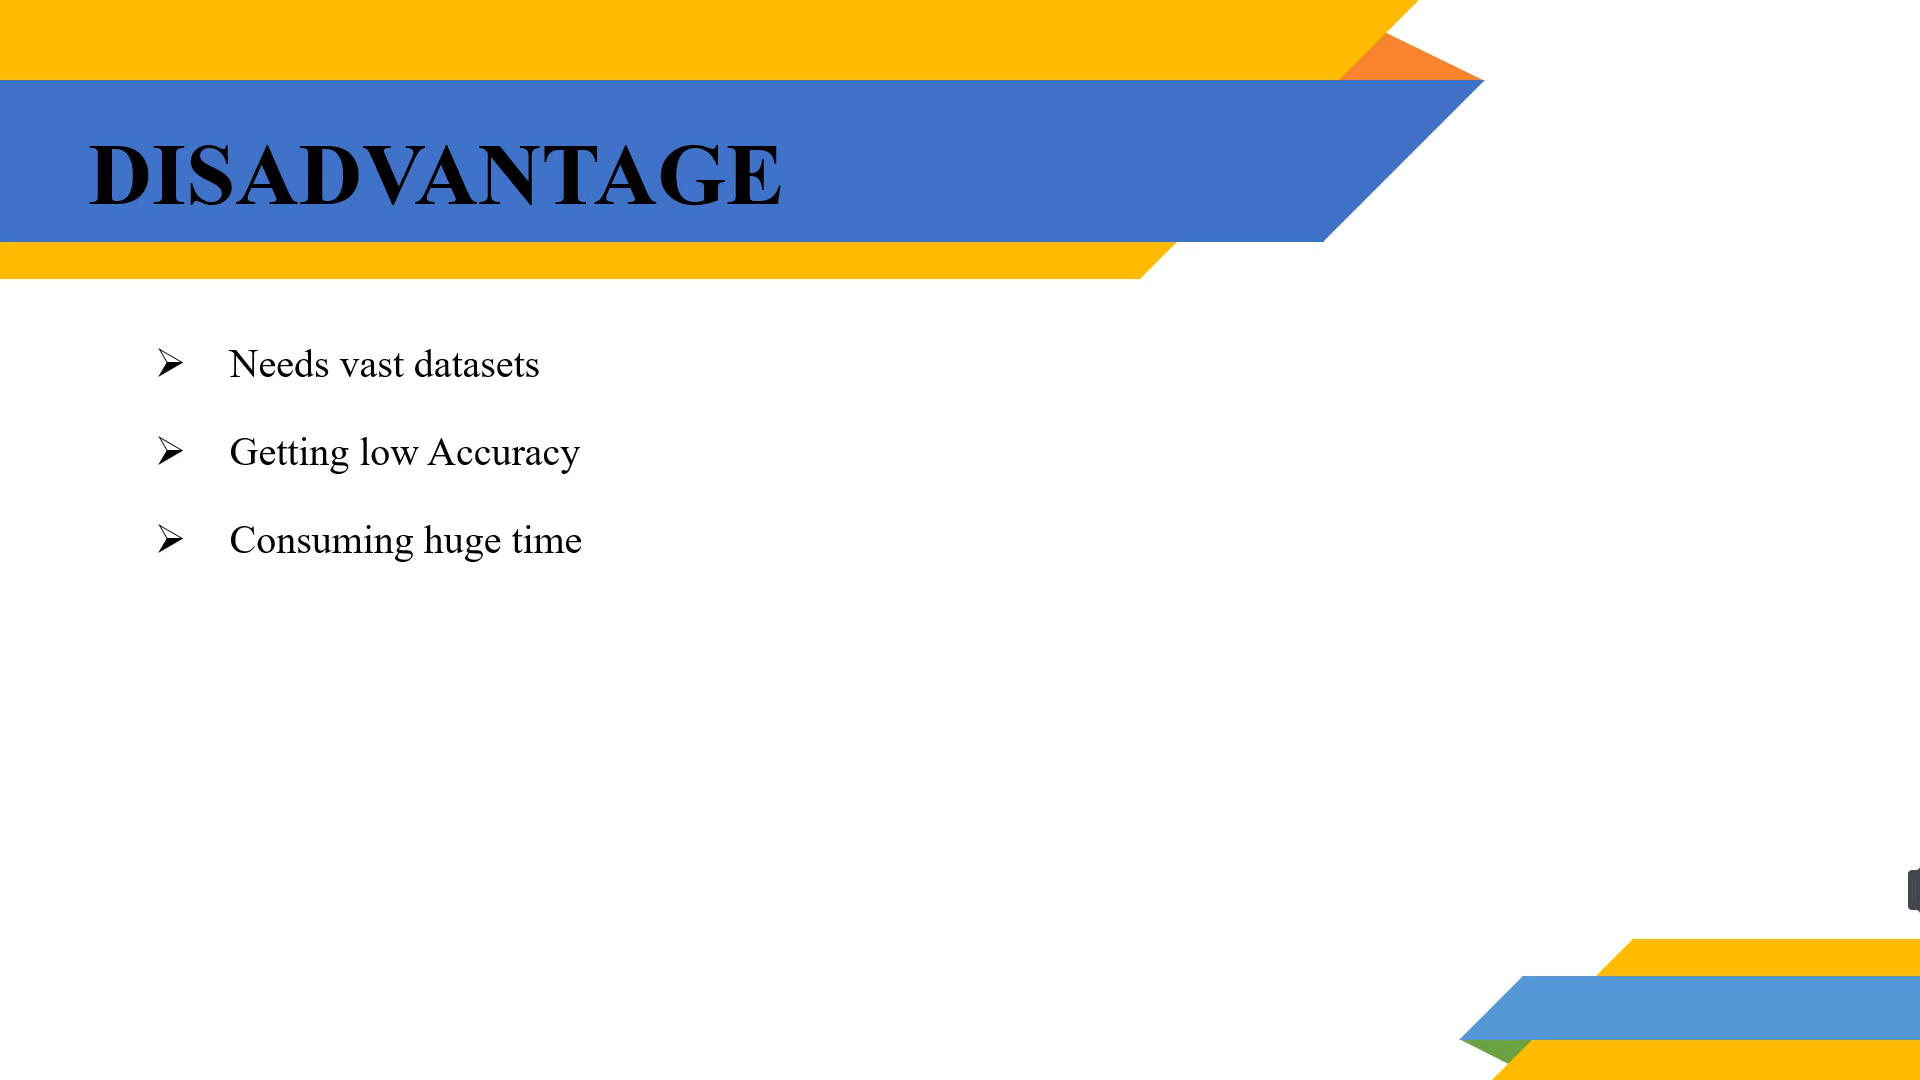 DISADVANTAGE
➢ Needs vast datasets
➢ Getting low Accuracy
➢ Consuming huge time